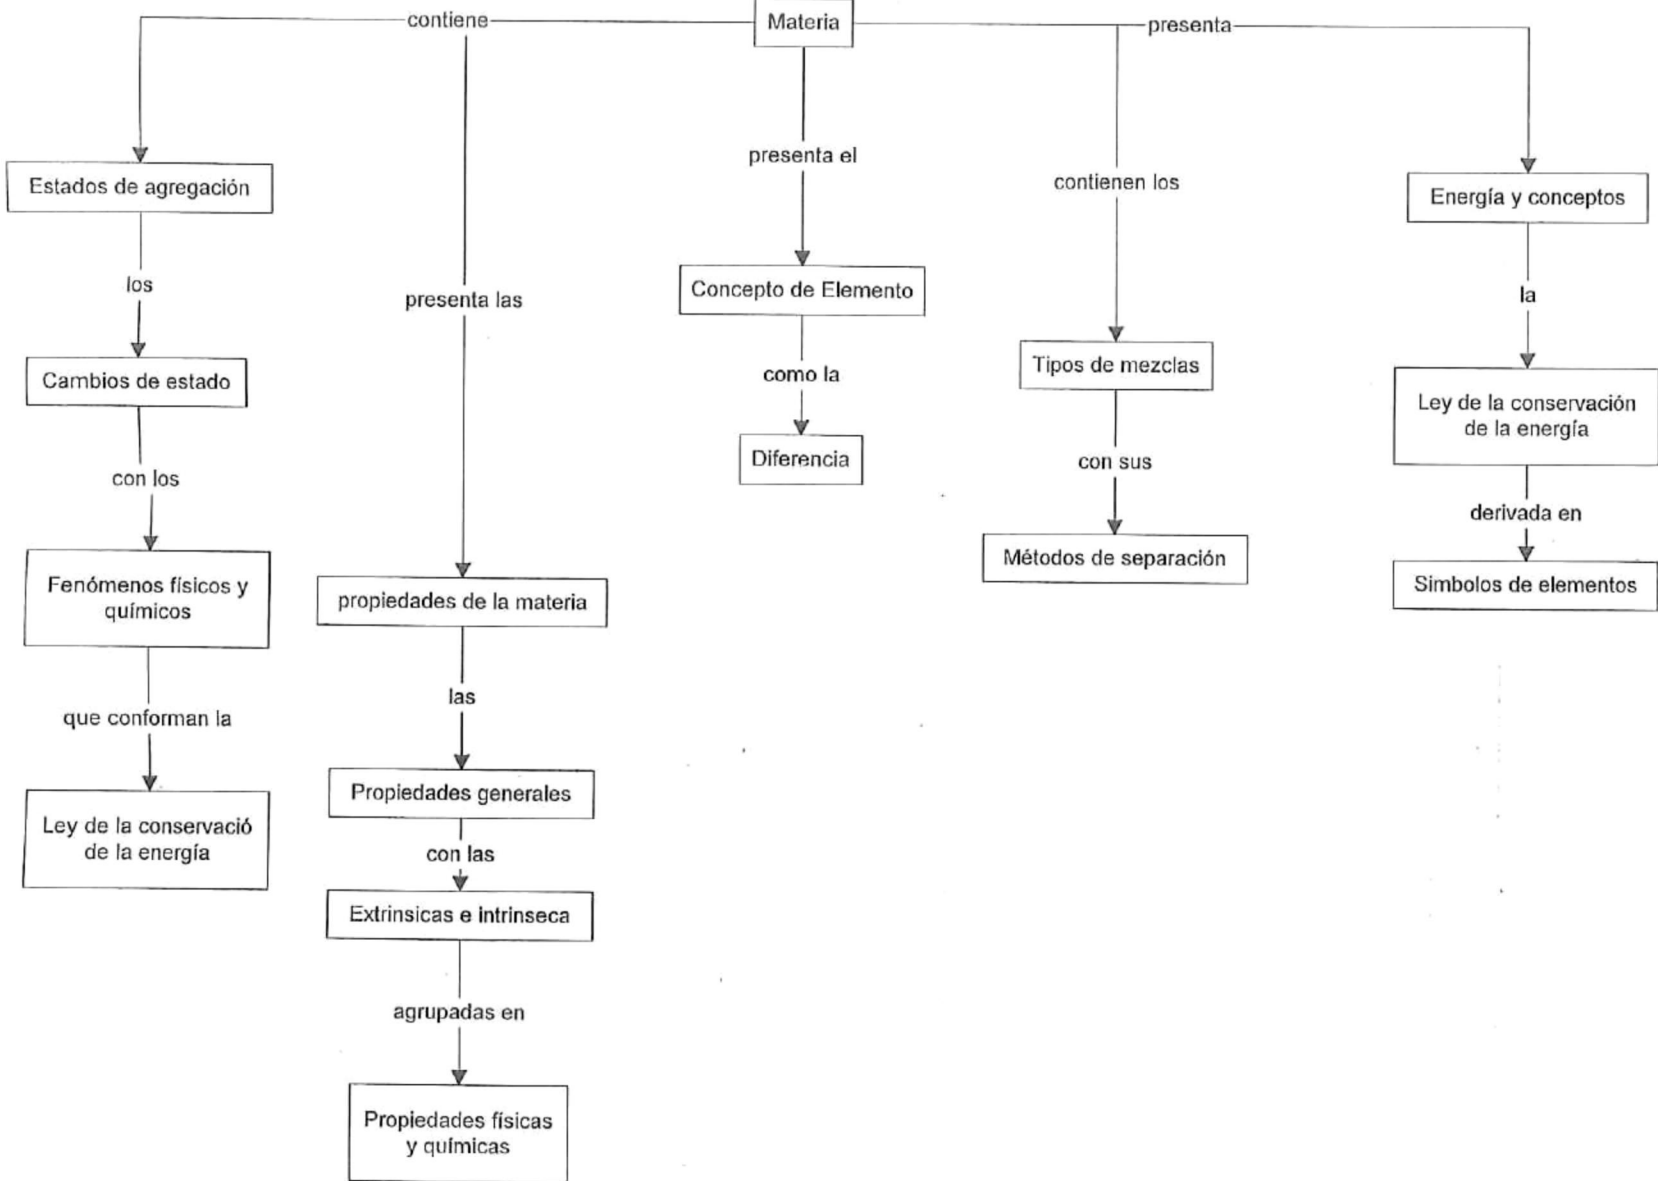 contiene
Materia
presenta
presenta el
contienen los
Estados de agregación
Energía y conceptos
los
presenta las
Concepto de Elemento
la
Cambios de estado
como la
Tipos de mezclas
Ley de la conservación
de la energía
con los
Diferencia
con sus
derivada en
Fenómenos físicos y
químicos
propiedades de la materia
Métodos de separación
Simbolos de elementos
que conforman la
las
Ley de la conservació
de la energía
Propiedades generales
con las
Extrinsicas e intrinseca
agrupadas en
Propiedades físicas
y químicas